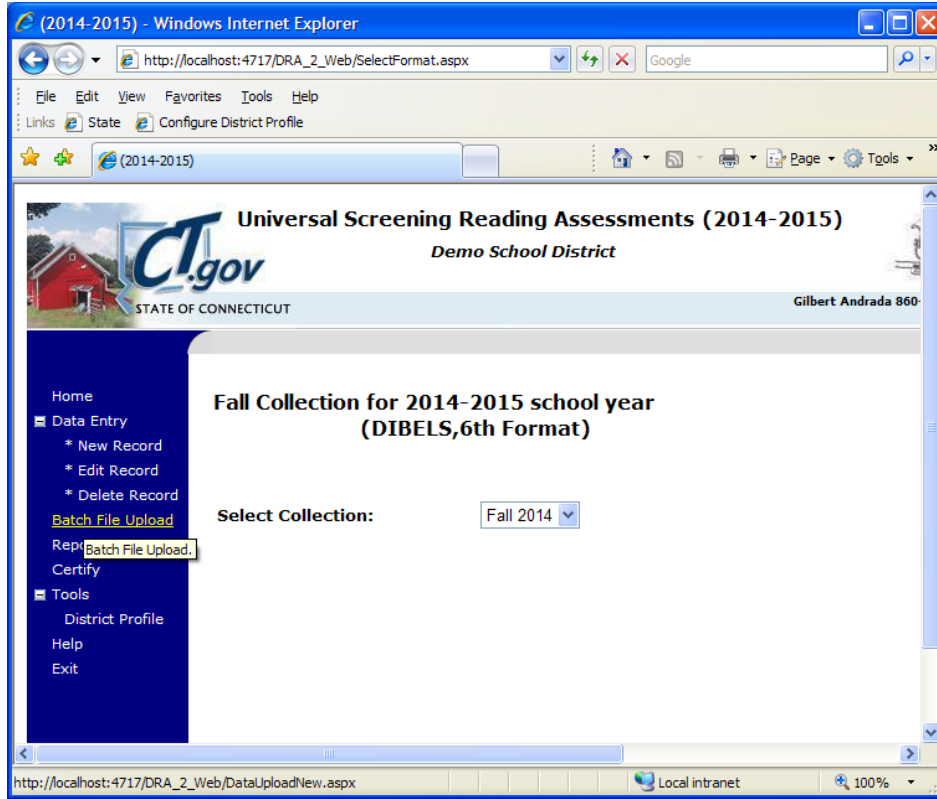 (2014-2015) - Windows Internet Explorer
http://localhost:4717/DRA_2_Web/SelectFormat.aspx
Google
File Edit View Favorites Tools Help
Links State Configure District Profile
(2014-2015)
Page Tools »
Universal Screening Reading Assessments (2014-2015)
Demo School District
CT.gov
STATE OF CONNECTICUT
Gilbert Andrada 860-
Home
Data Entry
* New Record
* Edit Record
* Delete Record
Batch File Upload
Batch File Upload.
Certify
Tools
District Profile
Help
Exit
Fall Collection for 2014-2015 school year
(DIBELS,6th Format)
Select Collection: Fall 2014
http://localhost:4717/DRA_2_Web/DataUploadNew.aspx
Local intranet
100%